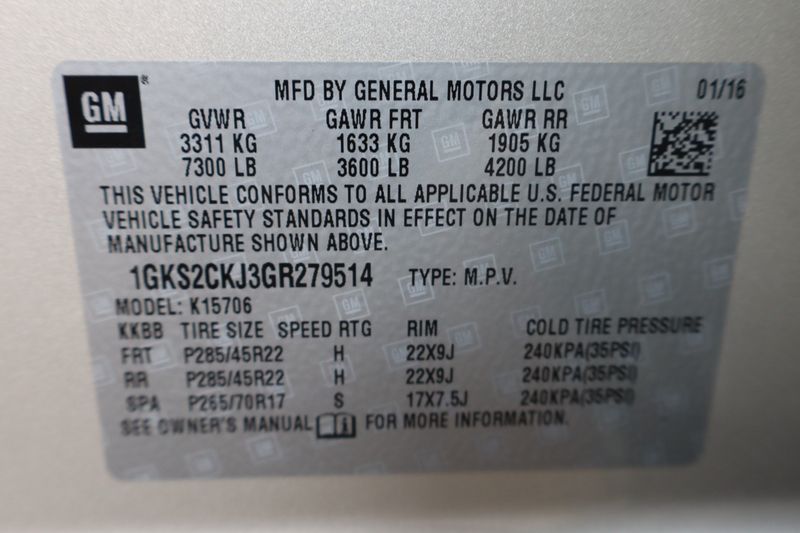 GM ® MFD BY GENERAL MOTORS LLC 01/16
GVWR GAWR FRT GAWR RR
3311 KG 1633 KG 1905 KG
7300 LB 3600 LB 4200 LB
THIS VEHICLE CONFORMS TO ALL APPLICABLE U.S. FEDERAL MOTOR
VEHICLE SAFETY STANDARDS IN EFFECT ON THE DATE OF
MANUFACTURE SHOWN ABOVE.
1GKS2CKJ3GR279514 TYPE: M.P.V.
MODEL: K15706
KKBB TIRE SIZE SPEED RTG RIM COLD TIRE PRESSURE
FRT P285/45R22 H 22X9J 240KPA(35PSI)
RR P285/45R22 H 22X9J 240KPA(35PSI)
SPA P265/70R17 S 17X7.5J 240KPA(35PSI)
SEE OWNER'S MANUAL FOR MORE INFORMATION.